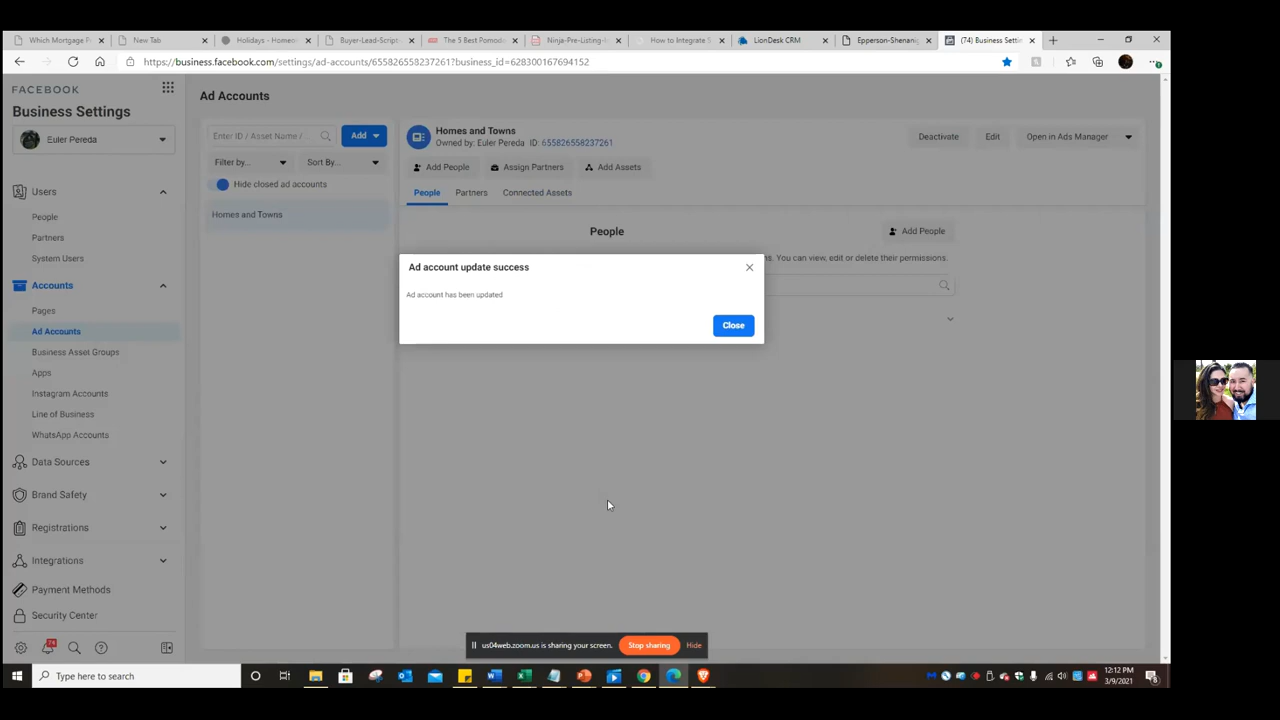 Which Mortgage P
New Tab
Holidays - Homeo
Buyer-Lead-Script
The 5 Best Pomod
Ninja-Pre-Listing-
How to Integrate S
LionDesk CRM
Epperson-Shenanig
(74) Business Settin
https://business.facebook.com/settings/ad-accounts/655826558237261?business_id=628300167694152
FACEBOOK
Business Settings
Euler Pereda
Users
People
Partners
System Users
Accounts
Pages
Ad Accounts
Business Asset Groups
Apps
Instagram Accounts
Line of Business
WhatsApp Accounts
Data Sources
Brand Safety
Registrations
Integrations
Payment Methods
Security Center
74
Ad Accounts
Enter ID / Asset Name / ...
Add
Filter by...
Sort By...
Hide closed ad accounts
Homes and Towns
Homes and Towns
Owned by: Euler Pereda ID: 655826558237261
Deactivate
Edit
Open in Ads Manager
Add People
Assign Partners
Add Assets
People
Partners
Connected Assets
People
Add People
ns. You can view, edit or delete their permissions.
Ad account update success
Ad account has been updated
Close
us04web.zoom.us is sharing your screen.
Stop sharing
Hide
Type here to search
12:12 PM
3/9/2021